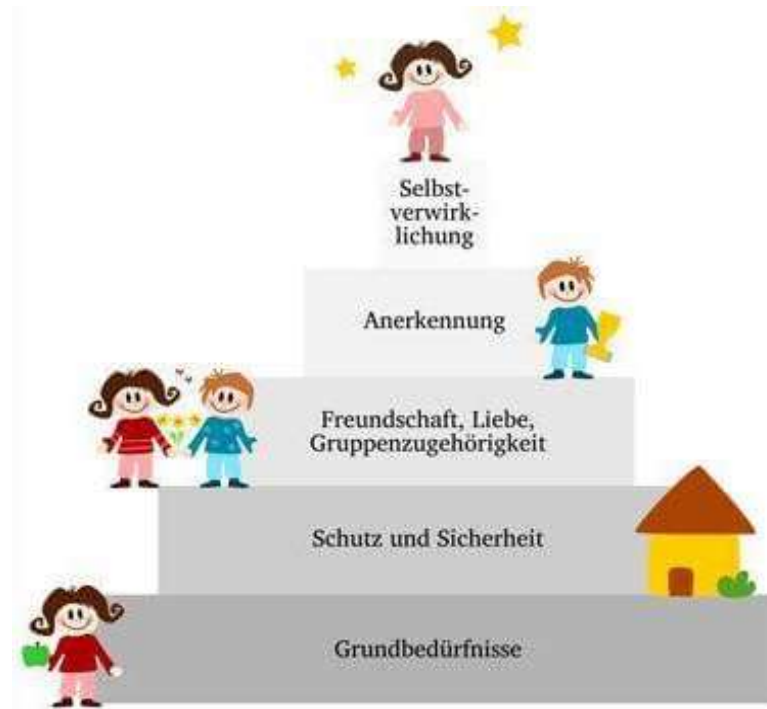 Selbst-
verwirk-
lichung
Anerkennung
Freundschaft, Liebe,
Gruppenzugehörigkeit
Schutz und Sicherheit
Grundbedürfnisse